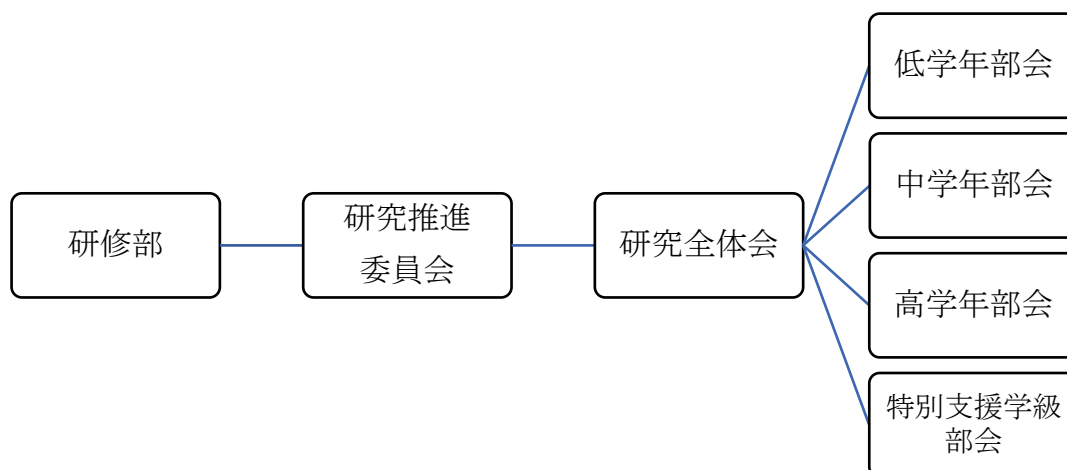 研修部
研究推進
委員会
研究全体会
低学年部会
中学年部会
高学年部会
特別支援学級
部会